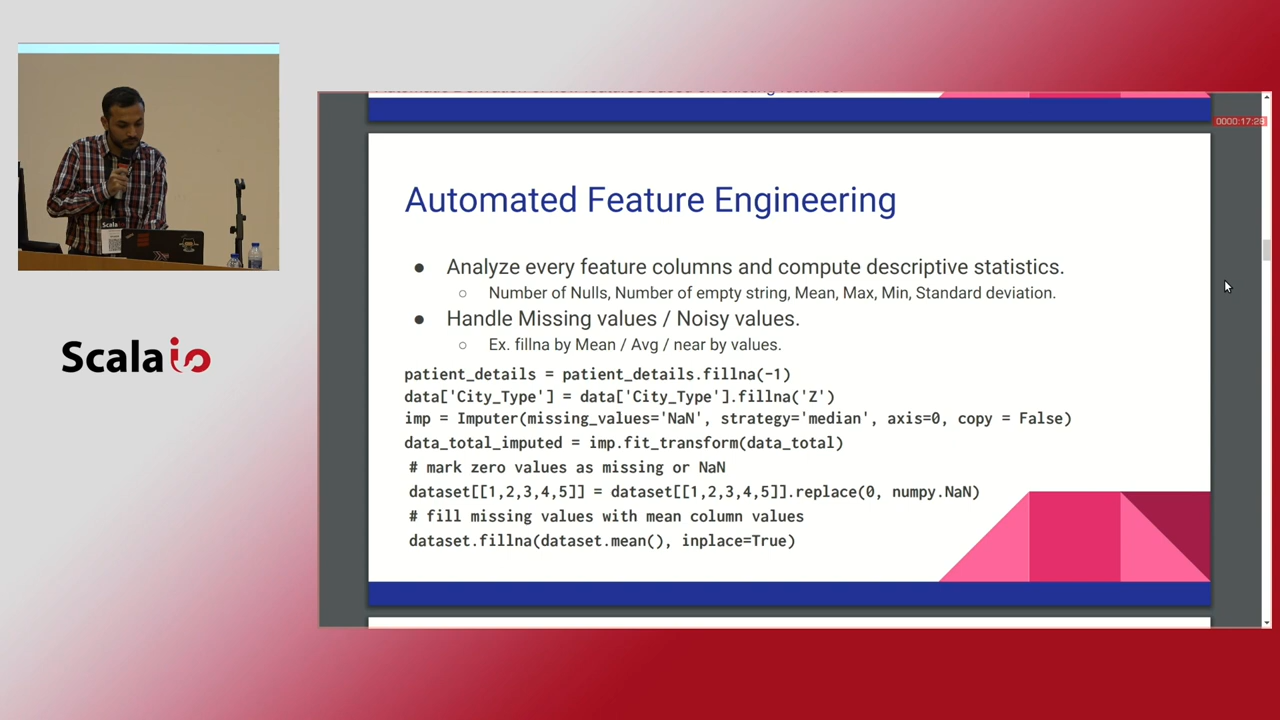 0000:17:28
Automated Feature Engineering
● Analyze every feature columns and compute descriptive statistics.
○ Number of Nulls, Number of empty string, Mean, Max, Min, Standard deviation.
● Handle Missing values / Noisy values.
○ Ex. fillna by Mean / Avg / near by values.
patient_details = patient_details.fillna(-1)
data['City_Type'] = data['City_Type'].fillna('Z')
imp = Imputer(missing_values='NaN', strategy='median', axis=0, copy = False)
data_total_imputed = imp.fit_transform(data_total)
# mark zero values as missing or NaN
dataset[[1,2,3,4,5]] = dataset[[1,2,3,4,5]].replace(0, numpy.NaN)
# fill missing values with mean column values
dataset.fillna(dataset.mean(), inplace=True)
Scala
Scala io